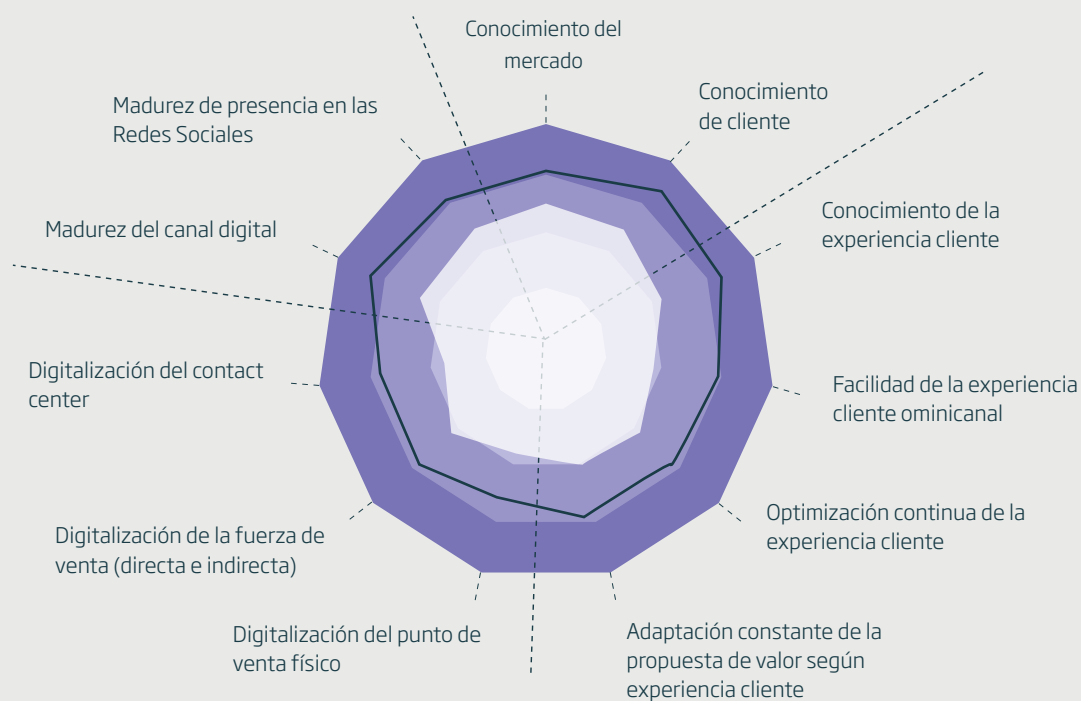 Conocimiento del
mercado
Conocimiento
de cliente
Conocimiento de la
experiencia cliente
Facilidad de la experiencia
cliente ominicanal
Optimización continua de la
experiencia cliente
Adaptación constante de la
propuesta de valor según
experiencia cliente
Digitalización del punto de
venta físico
Digitalización de la fuerza de
venta (directa e indirecta)
Digitalización del contact
center
Madurez del canal digital
Madurez de presencia en las
Redes Sociales